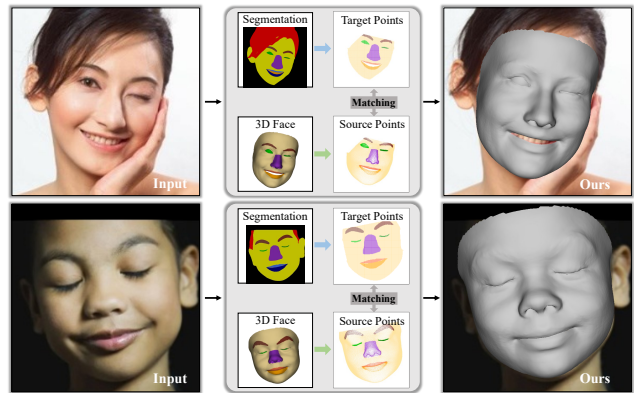 Segmentation
Target Points
Matching
3D Face
Source Points
Input
Ours
Segmentation
Target Points
Matching
3D Face
Source Points
Input
Ours